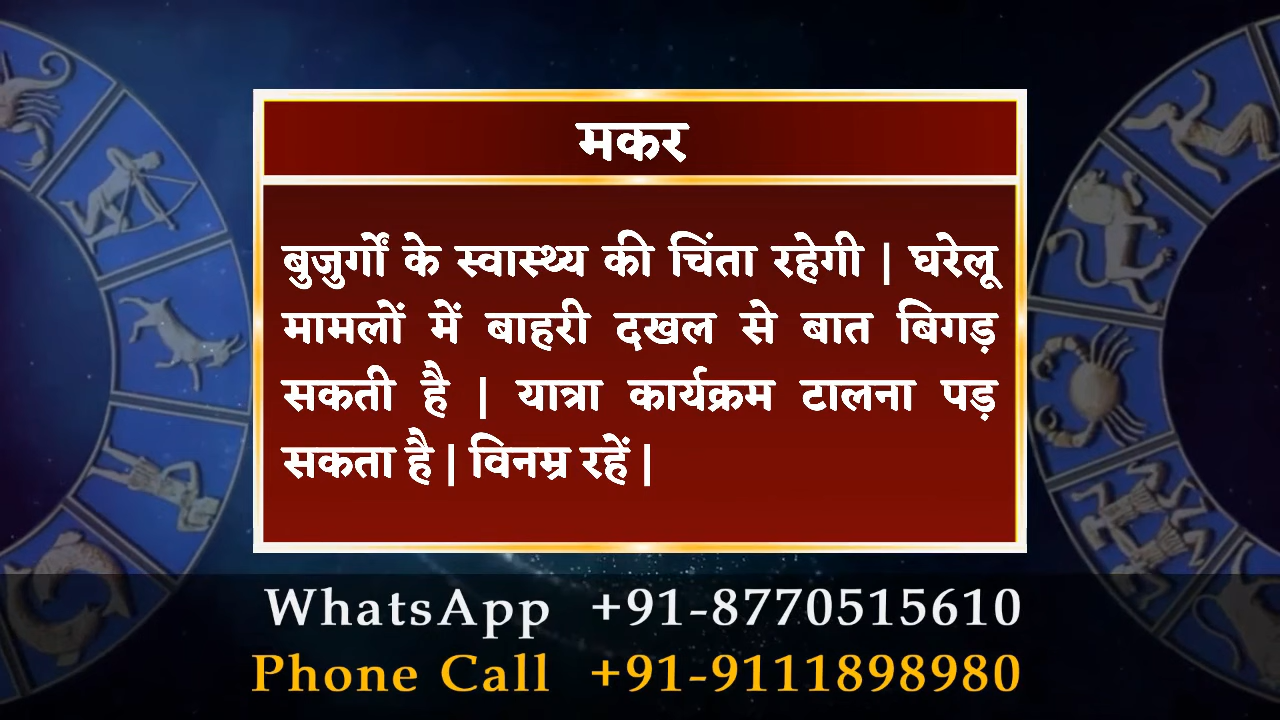 मकर
बुजुर्गों के स्वास्थ्य की चिंता रहेगी | घरेलू
मामलों में बाहरी दखल से बात बिगड़
सकती है | यात्रा कार्यक्रम टालना पड़
सकता है | विनम्र रहें |
WhatsApp +91-8770515610
Phone Call +91-9111898980